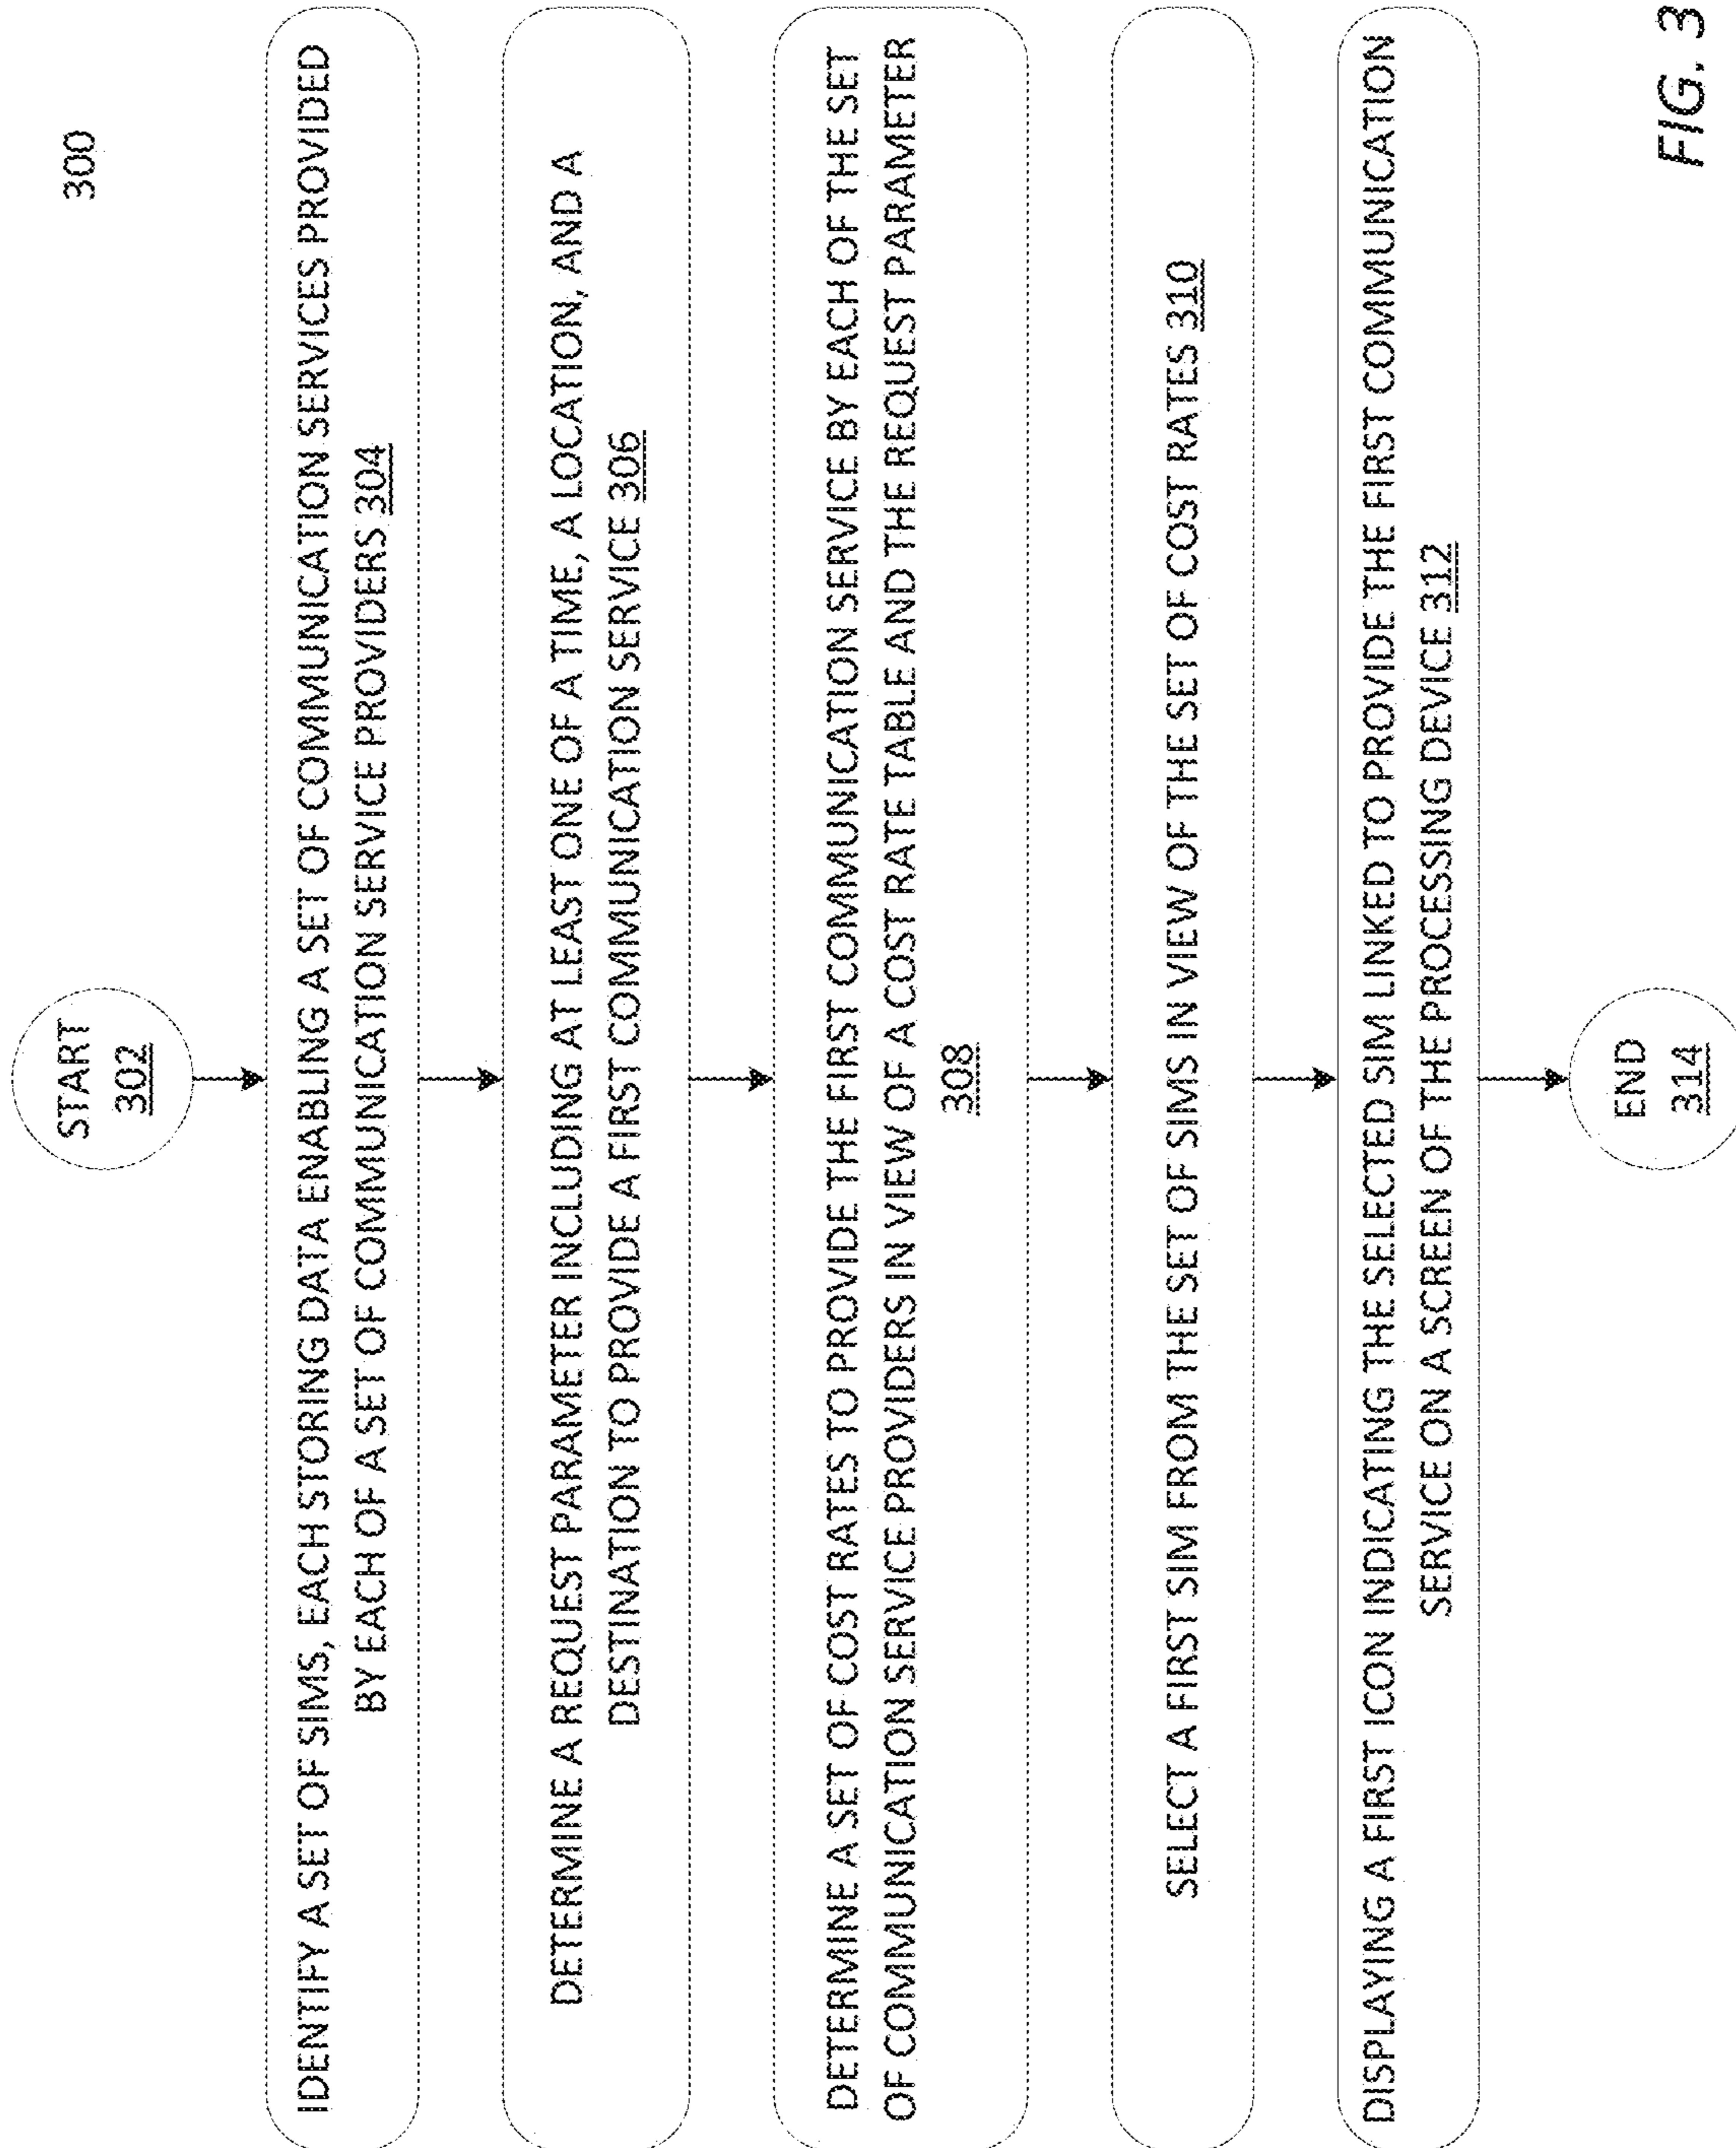 300
START
302
IDENTIFY A SET OF SIMS, EACH STORING DATA ENABLING A SET OF COMMUNICATION SERVICES PROVIDED
BY EACH OF A SET OF COMMUNICATION SERVICE PROVIDERS 304
DETERMINE A REQUEST PARAMETER INCLUDING AT LEAST ONE OF A TIME, A LOCATION, AND A
DESTINATION TO PROVIDE A FIRST COMMUNICATION SERVICE 306
DETERMINE A SET OF COST RATES TO PROVIDE THE FIRST COMMUNICATION SERVICE BY EACH OF THE SET
OF COMMUNICATION SERVICE PROVIDERS IN VIEW OF A COST RATE TABLE AND THE REQUEST PARAMETER
308
SELECT A FIRST SIM FROM THE SET OF SIMS IN VIEW OF THE SET OF COST RATES 310
DISPLAYING A FIRST ICON INDICATING THE SELECTED SIM LINKED TO PROVIDE THE FIRST COMMUNICATION
SERVICE ON A SCREEN OF THE PROCESSING DEVICE 312
END
314
FIG. 3